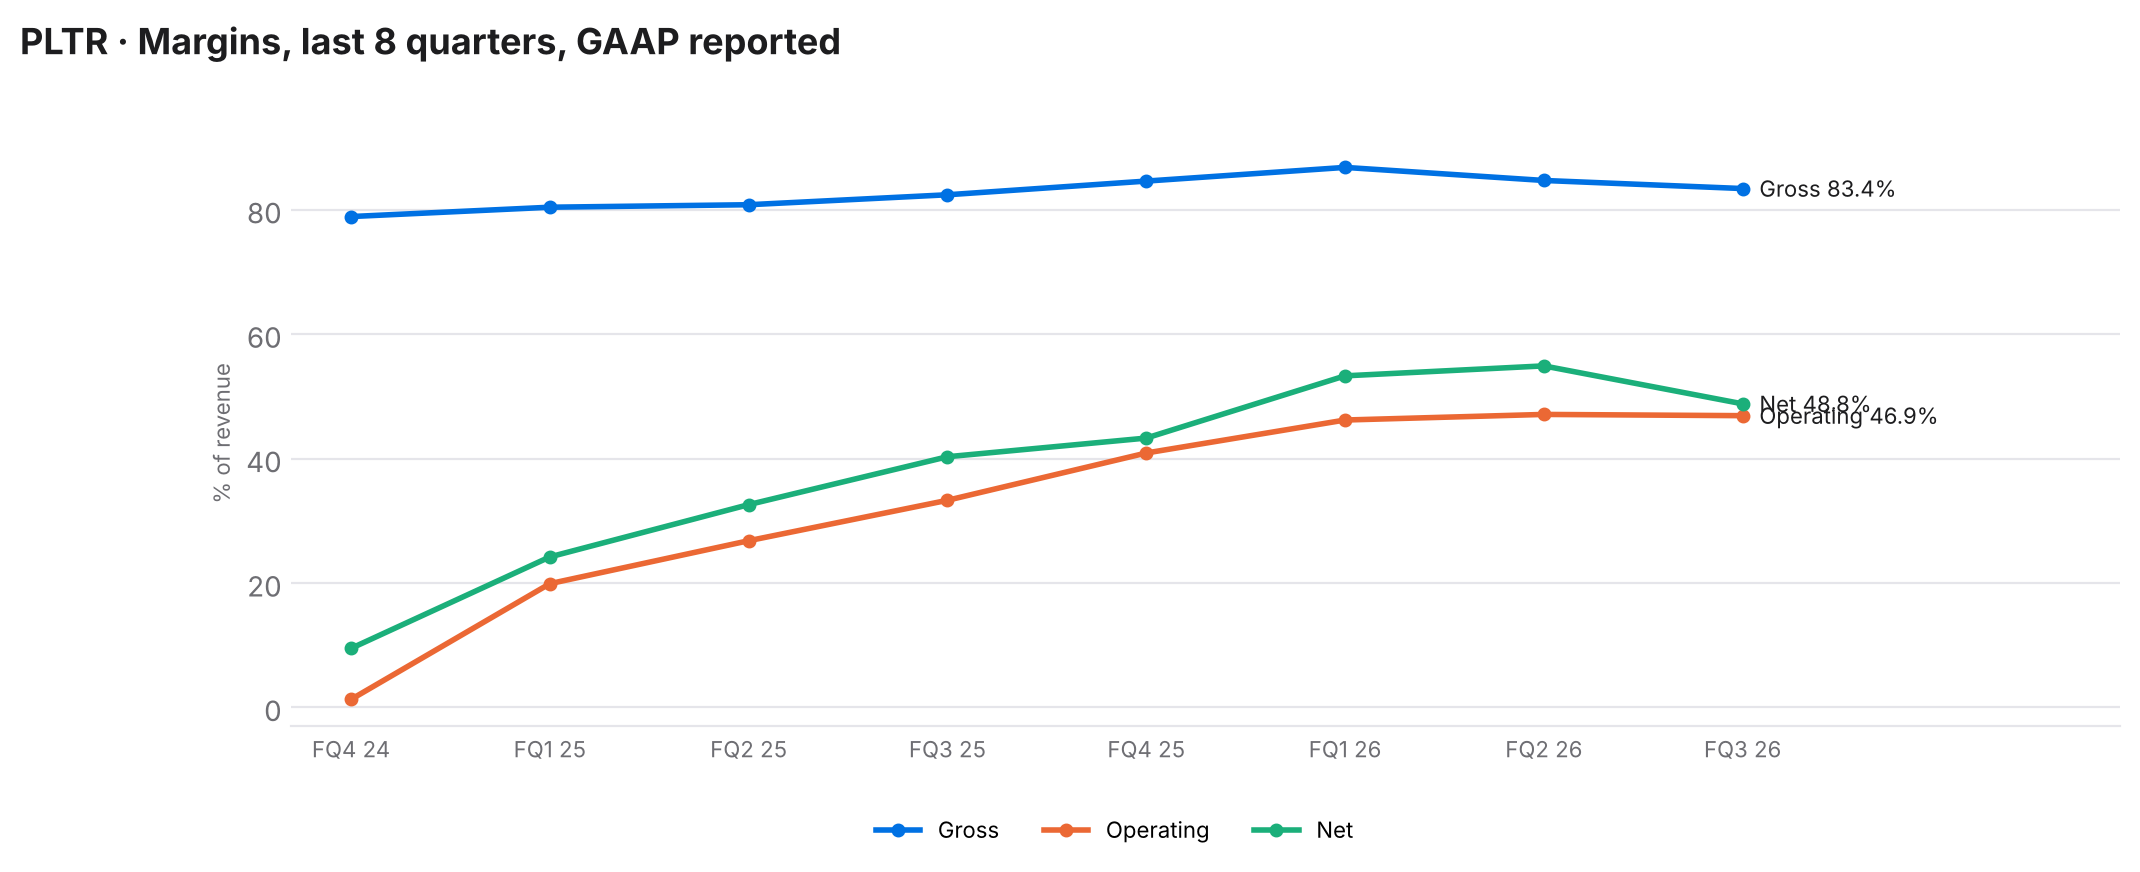 PLTR · Margins, last 8 quarters, GAAP reported
% of revenue
80
60
40
20
0
Gross 83.4%
Net 48.8%
Operating 46.9%
FQ4 24
FQ1 25
FQ2 25
FQ3 25
FQ4 25
FQ1 26
FQ2 26
FQ3 26
Gross
Operating
Net